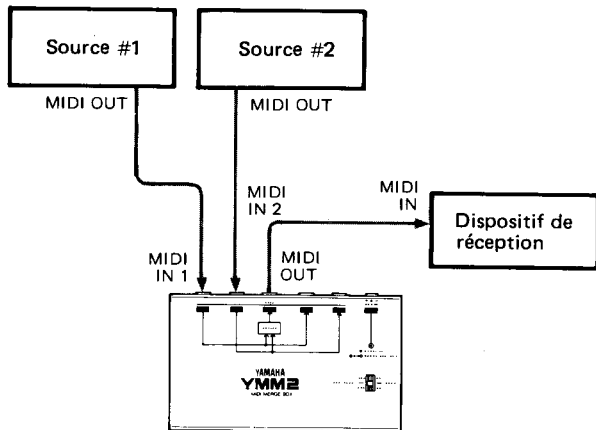 Source #1
Source #2
MIDI OUT
MIDI OUT
MIDI
IN 2
MIDI
IN
Dispositif de
réception
MIDI
IN 1
MIDI
OUT
YAMAHA
YMM2
MIDI MERGE BOX